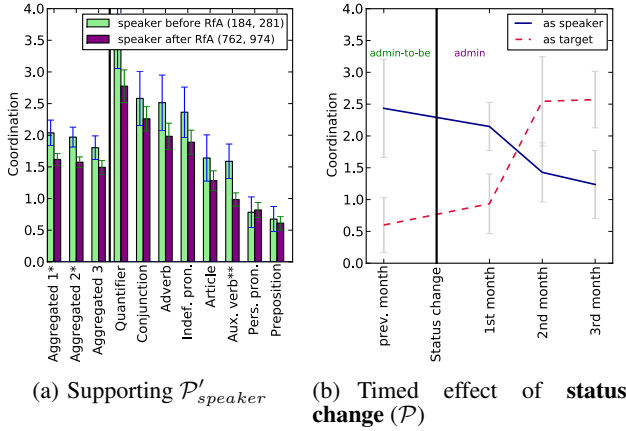 speaker before RfA (184, 281)
speaker after RfA (762, 974)
Coordination
4.0
3.5
3.0
2.5
2.0
1.5
1.0
0.5
0.0
Aggregated 1*
Aggregated 2*
Aggregated 3
Quantifier
Conjunction
Adverb
Indef. pron.
Article
Aux. verb**
Pers. pron.
Preposition
(a) Supporting P′speaker
as speaker
as target
admin-to-be
admin
Coordination
4.0
3.5
3.0
2.5
2.0
1.5
1.0
0.5
0.0
prev. month
Status change
1st month
2nd month
3rd month
(b) Timed effect of status
change (P)